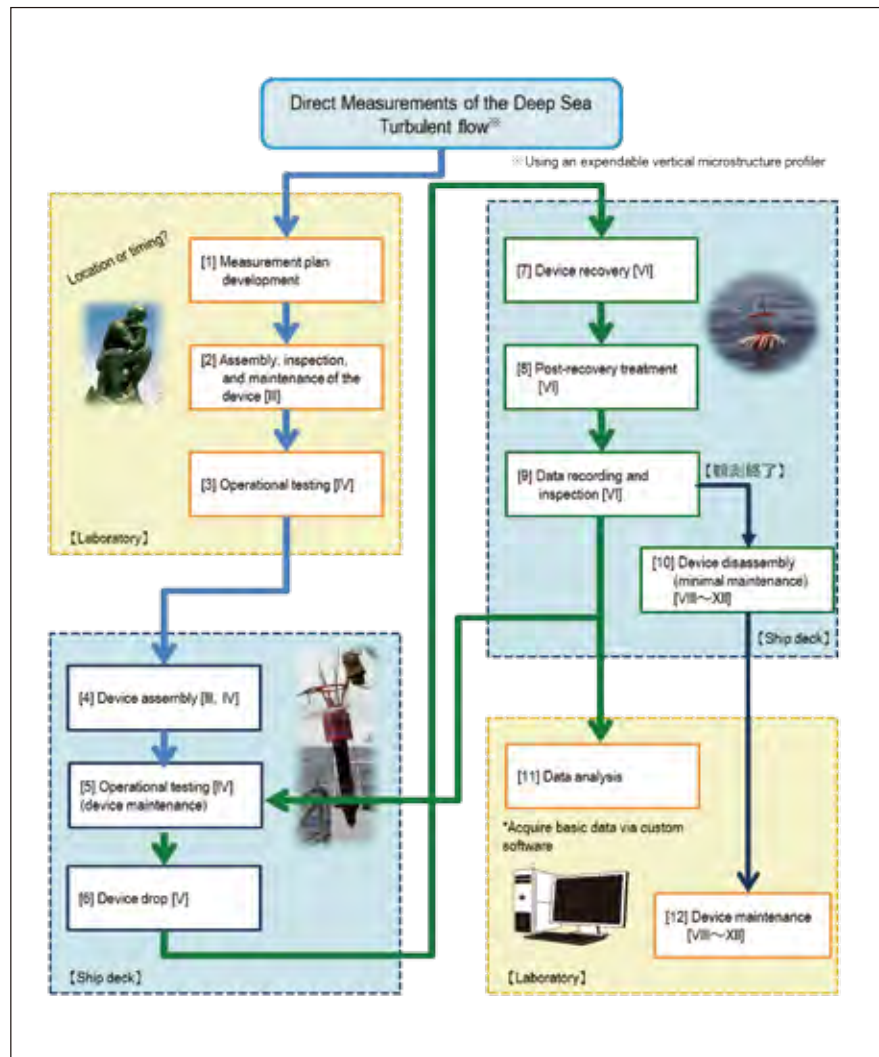 Direct Measurements of the Deep Sea
Turbulent flow※
※Using an expendable vertical microstructure profiler
Location or timing?
[1] Measurement plan
development
[2] Assembly, inspection,
and maintenance of the
device [III]
[3] Operational testing [IV]
【Laboratory】
[4] Device assembly [III, IV]
[5] Operational testing [IV]
(device maintenance)
[6] Device drop [V]
【Ship deck】
[7] Device recovery [VI]
[8] Post-recovery treatment
[VI]
[9] Data recording and
inspection [VI]
【観測終了】
[10] Device disassembly
(minimal maintenance)
[VIII～XII]
【Ship deck】
[11] Data analysis
*Acquire basic data via custom
software
[12] Device maintenance
[VIII～XII]
【Laboratory】